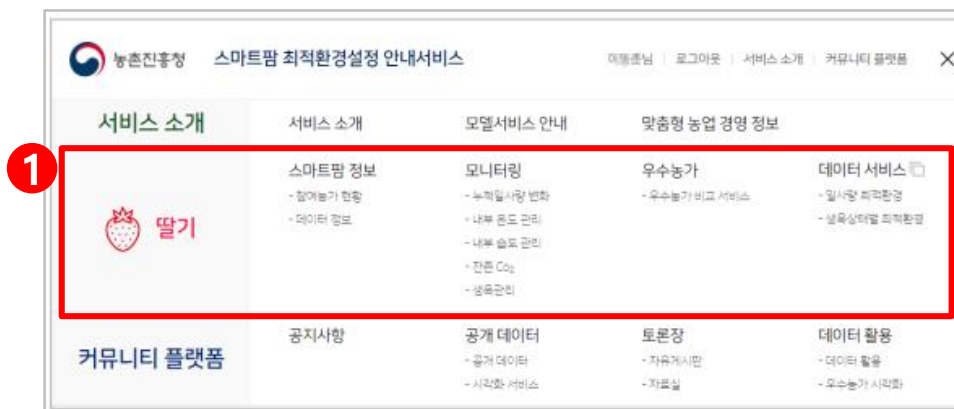 농촌진흥청 스마트팜 최적환경설정 안내서비스 로그아웃 서비스 소개 커뮤니티 플랫폼
서비스 소개 서비스 소개 모델서비스 안내 맞춤형 농업 경영 정보
1
딸기
스마트팜 정보 모니터링 우수농가 데이터 서비스
- 참여농가 현황 - 누적일사량 변화 - 우수농가 비교 서비스 - 일사량 최적환경
- 데이터 정보 - 내부 온도 관리 - 생육상태별 최적환경
- 내부 습도 관리
- 잔존 Co₂
- 생육관리
커뮤니티 플랫폼
공지사항 공개 데이터 토론장 데이터 활용
- 공개 데이터 - 자유게시판 - 데이터 활용
- 시각화 서비스 - 자료실 - 우수농가 시각화